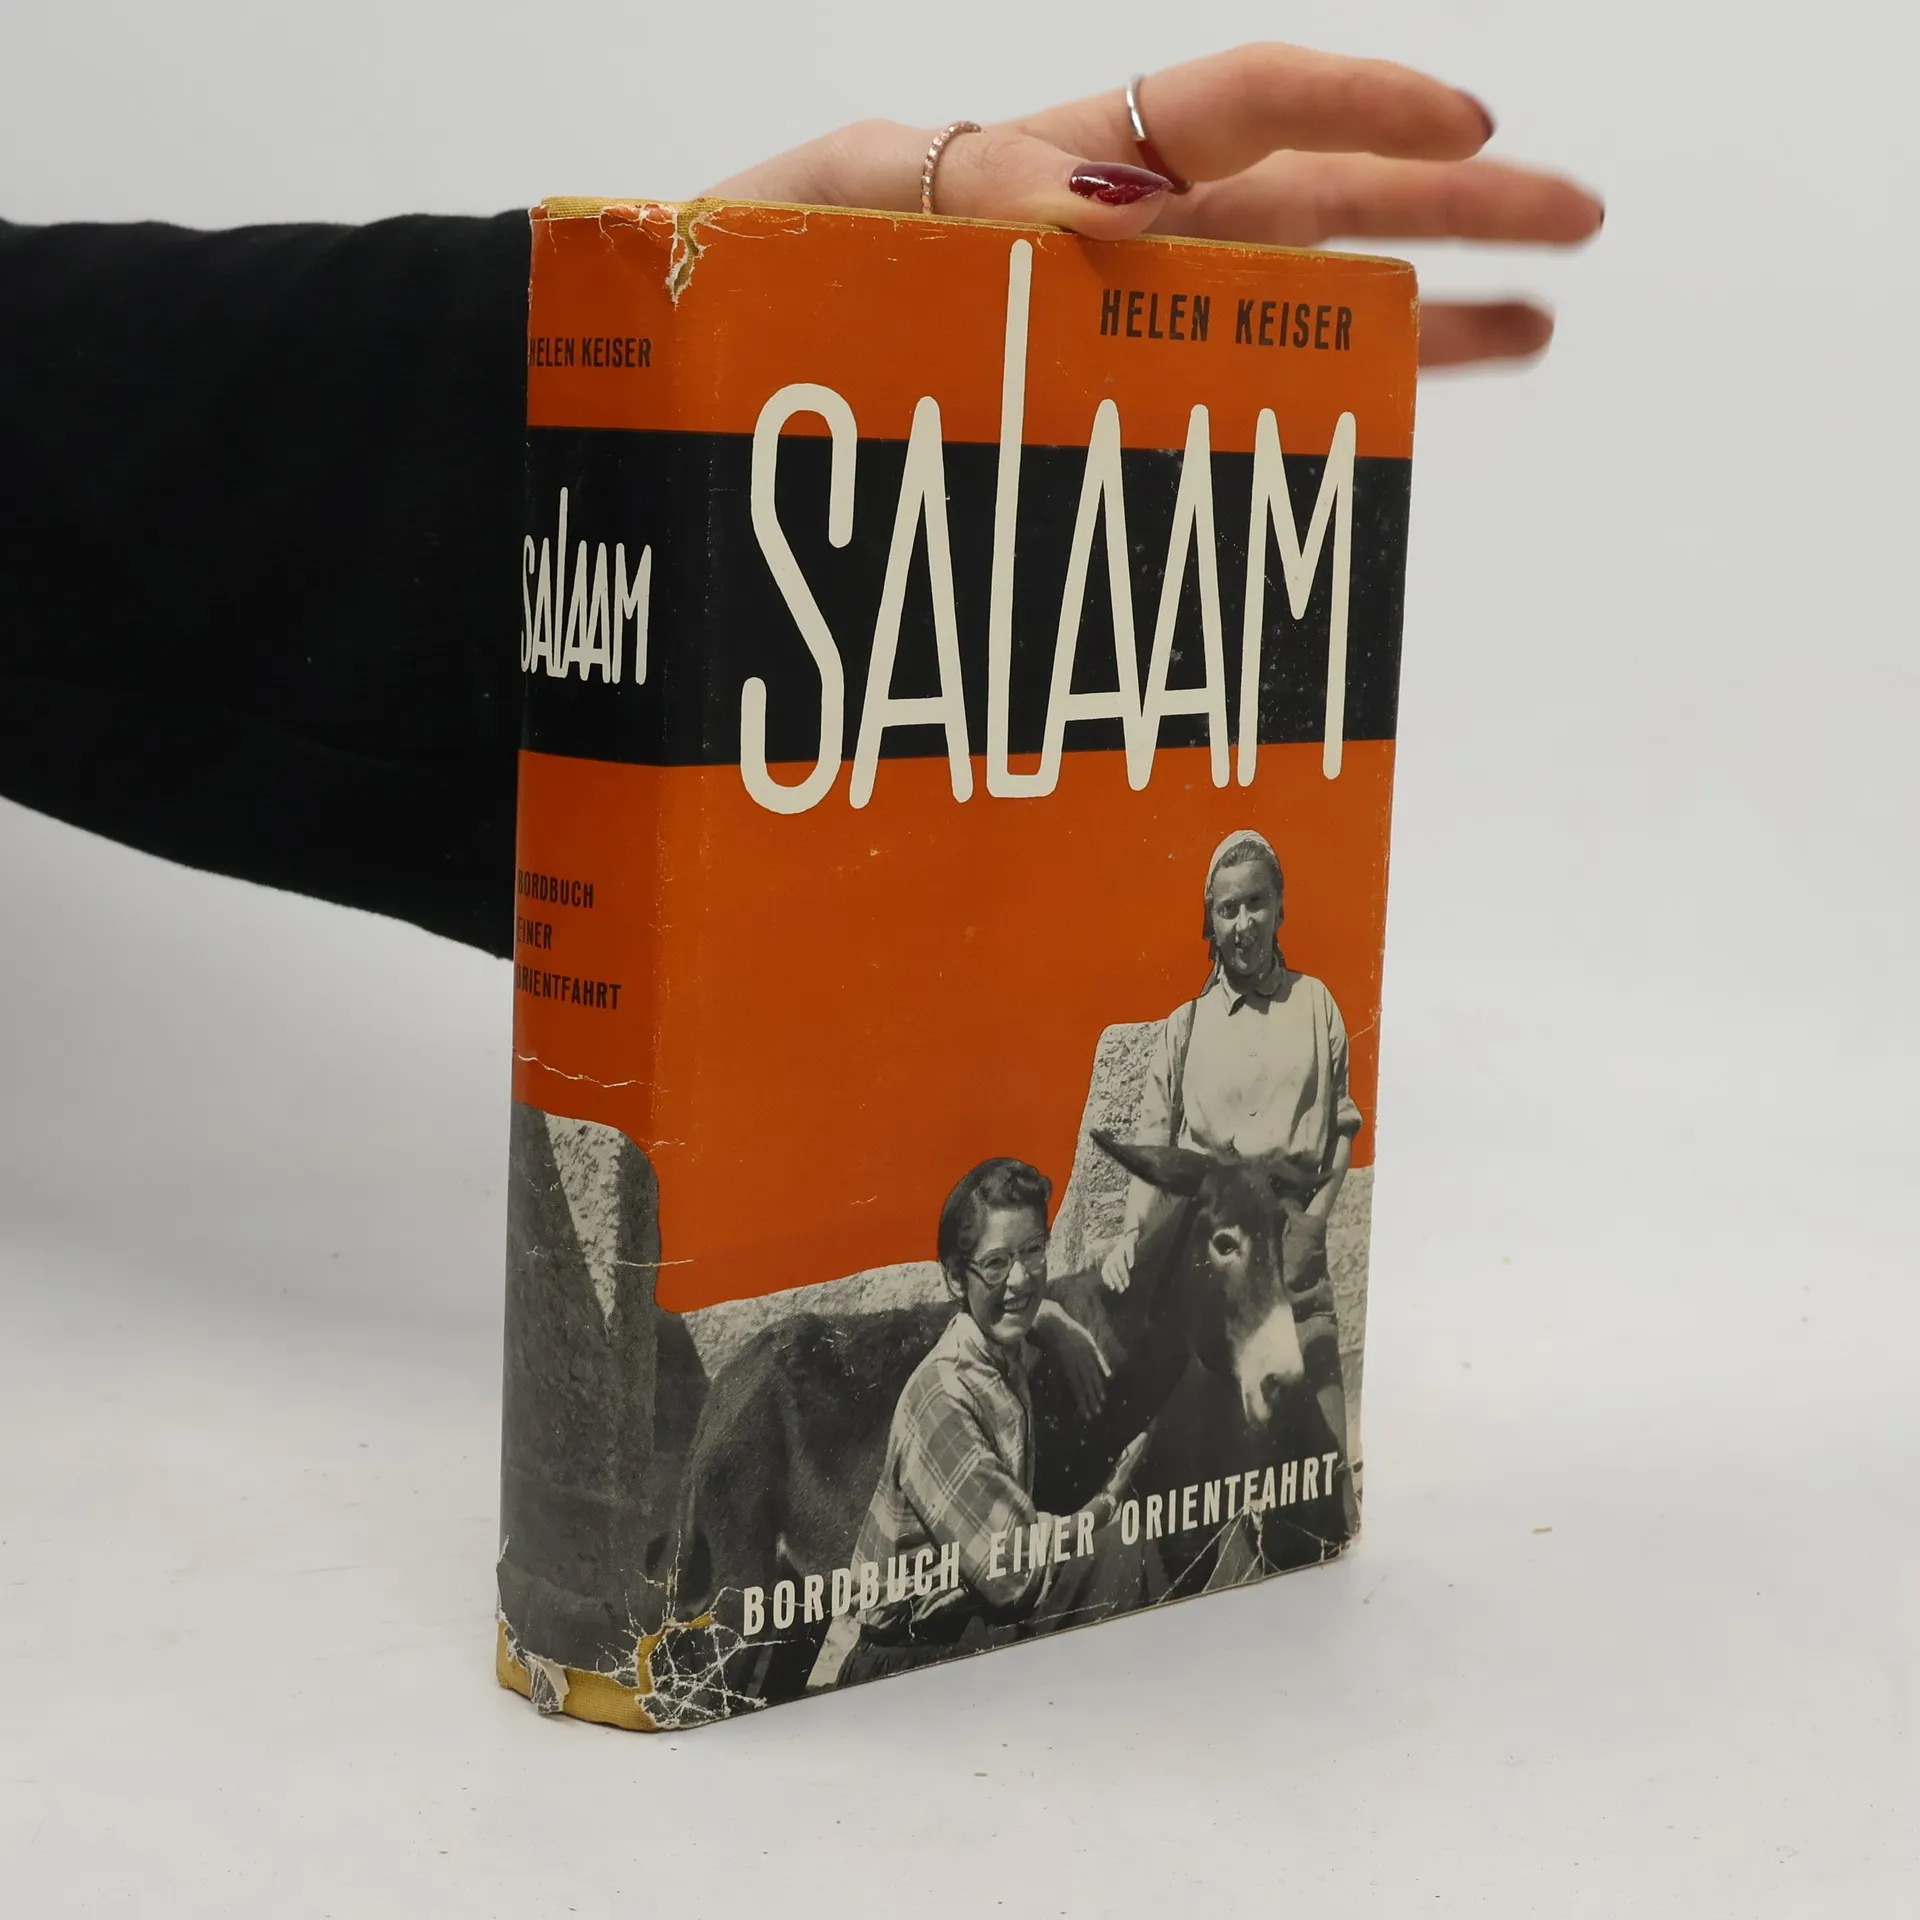 HELEN KEISER
SALAAM
BORDBUCH
EINER
ORIENTFAHRT
HELEN KEISER
SALAAM
BORDBUCH EINER ORIENTFAHRT